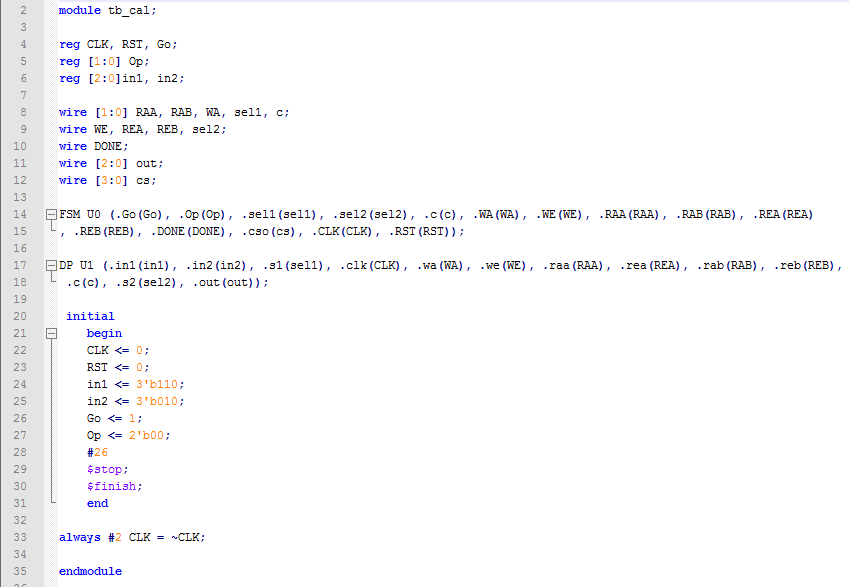 2 module tb_cal;
3
4 reg CLK, RST, Go;
5 reg [1:0] Op;
6 reg [2:0]in1, in2;
7
8 wire [1:0] RAA, RAB, WA, sel1, c;
9 wire WE, REA, REB, sel2;
10 wire DONE;
11 wire [2:0] out;
12 wire [3:0] cs;
13
14 FSM U0 (.Go(Go), .Op(Op), .sel1(sel1), .sel2(sel2), .c(c), .WA(WA), .WE(WE), .RAA(RAA), .RAB(RAB), .REA(REA)
15 , .REB(REB), .DONE(DONE), .cso(cs), .CLK(CLK), .RST(RST));
16
17 DP U1 (.in1(in1), .in2(in2), .s1(sel1), .clk(CLK), .wa(WA), .we(WE), .raa(RAA), .rea(REA), .rab(RAB), .reb(REB),
18 .c(c), .s2(sel2), .out(out));
19
20 initial
21 begin
22 CLK <= 0;
23 RST <= 0;
24 in1 <= 3'b110;
25 in2 <= 3'b010;
26 Go <= 1;
27 Op <= 2'b00;
28 #26
29 $stop;
30 $finish;
31 end
32
33 always #2 CLK = ~CLK;
34
35 endmodule